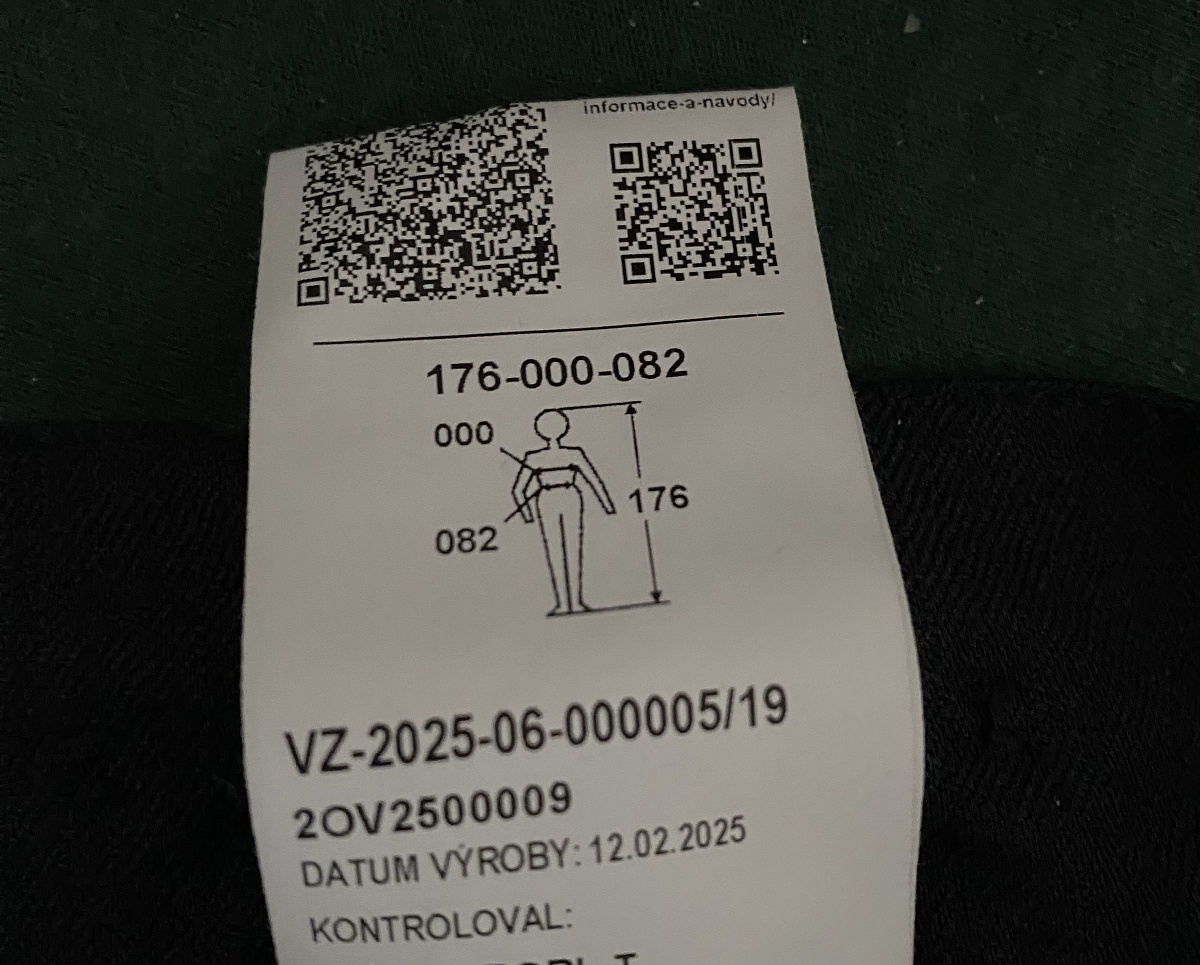 informace-a-navody/
176-000-082
000
176
082
VZ-2025-06-000005/19
2OV2500009
DATUM VÝROBY: 12.02.2025
KONTROLOVAL: